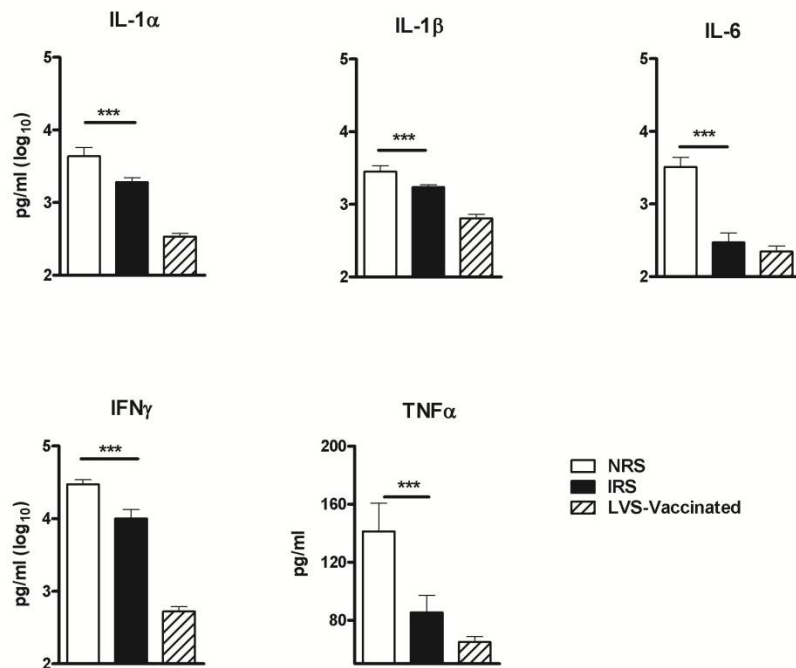 IL-1α
5
4
3
2
pg/ml (log10)
***
IL-1β
5
4
3
2
***
IL-6
5
4
3
2
***
IFNγ
5
4
3
2
pg/ml (log10)
***
TNFα
200
160
120
80
pg/ml
***
NRS
IRS
LVS-Vaccinated